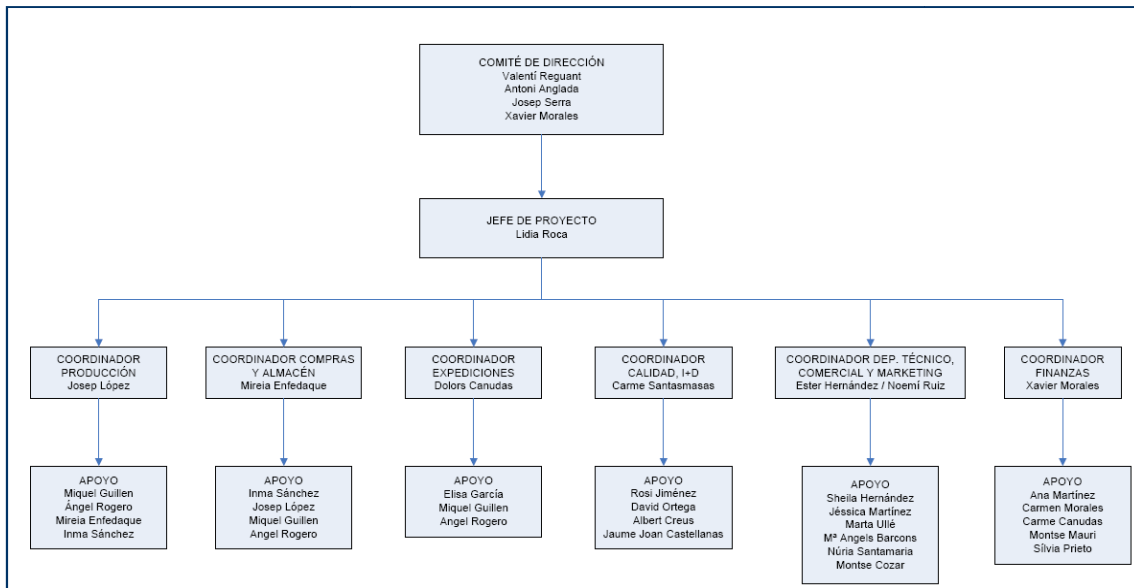 COMITÉ DE DIRECCIÓN
Valentí Reguant
Antoni Anglada
Josep Serra
Xavier Morales
JEFE DE PROYECTO
Lidia Roca
COORDINADOR
PRODUCCIÓN
Josep López
COORDINADOR COMPRAS
Y ALMACÉN
Mireia Enfedaque
COORDINADOR
EXPEDICIONES
Dolors Canudas
COORDINADOR
CALIDAD, I+D
Carme Santasmasas
COORDINADOR DEP. TÉCNICO,
COMERCIAL Y MARKETING
Ester Hernández / Noemí Ruiz
COORDINADOR
FINANZAS
Xavier Morales
APOYO
Miquel Guillen
Ángel Rogero
Mireia Enfedaque
Inma Sánchez
APOYO
Inma Sánchez
Josep López
Miquel Guillen
Angel Rogero
APOYO
Elisa García
Miquel Guillen
Angel Rogero
APOYO
Rosi Jiménez
David Ortega
Albert Creus
Jaume Joan Castellanas
APOYO
Sheila Hernández
Jéssica Martínez
Marta Ullé
Mª Angels Barcons
Núria Santamaria
Montse Cozar
APOYO
Ana Martínez
Carmen Morales
Carme Canudas
Montse Mauri
Sílvia Prieto